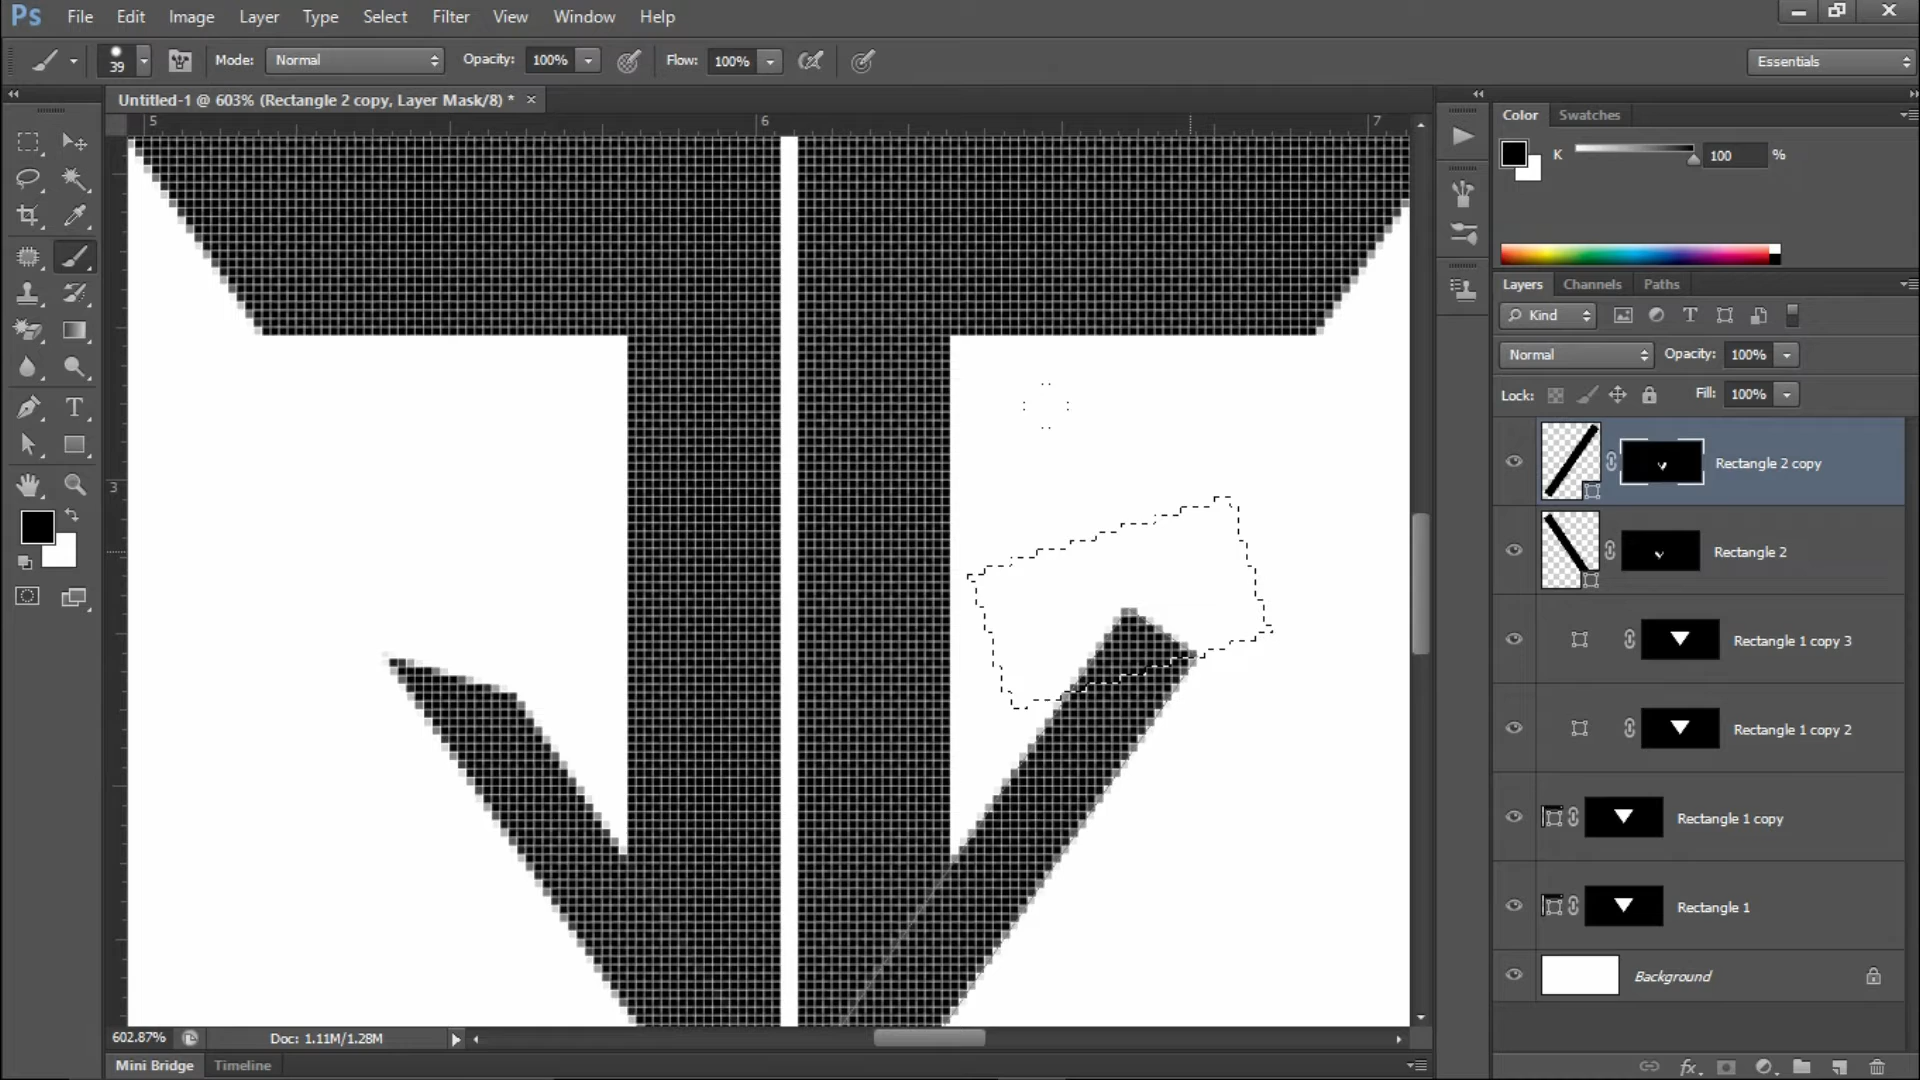 Ps File Edit Image Layer Type Select Filter View Window Help
39 Mode: Normal Opacity: 100% Flow: 100% Essentials
Untitled-1 @ 603% (Rectangle 2 copy, Layer Mask/8) * ×
5 6 7
3
Color Swatches
K 100 %
Layers Channels Paths
Kind
Normal Opacity: 100%
Lock: Fill: 100%
Rectangle 2 copy
Rectangle 2
Rectangle 1 copy 3
Rectangle 1 copy 2
Rectangle 1 copy
Rectangle 1
Background
fx
602.87% Doc: 1.11M/1.28M
Mini Bridge Timeline